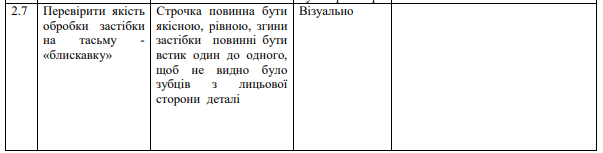 2.7
Перевірити якість
обробки застібки
на тасьму -
«блискавку»
Строчка повинна бути
якісною, рівною, згини
застібки повинні бути
встик один до одного,
щоб не видно було
зубців з лицьової
сторони деталі
Візуально